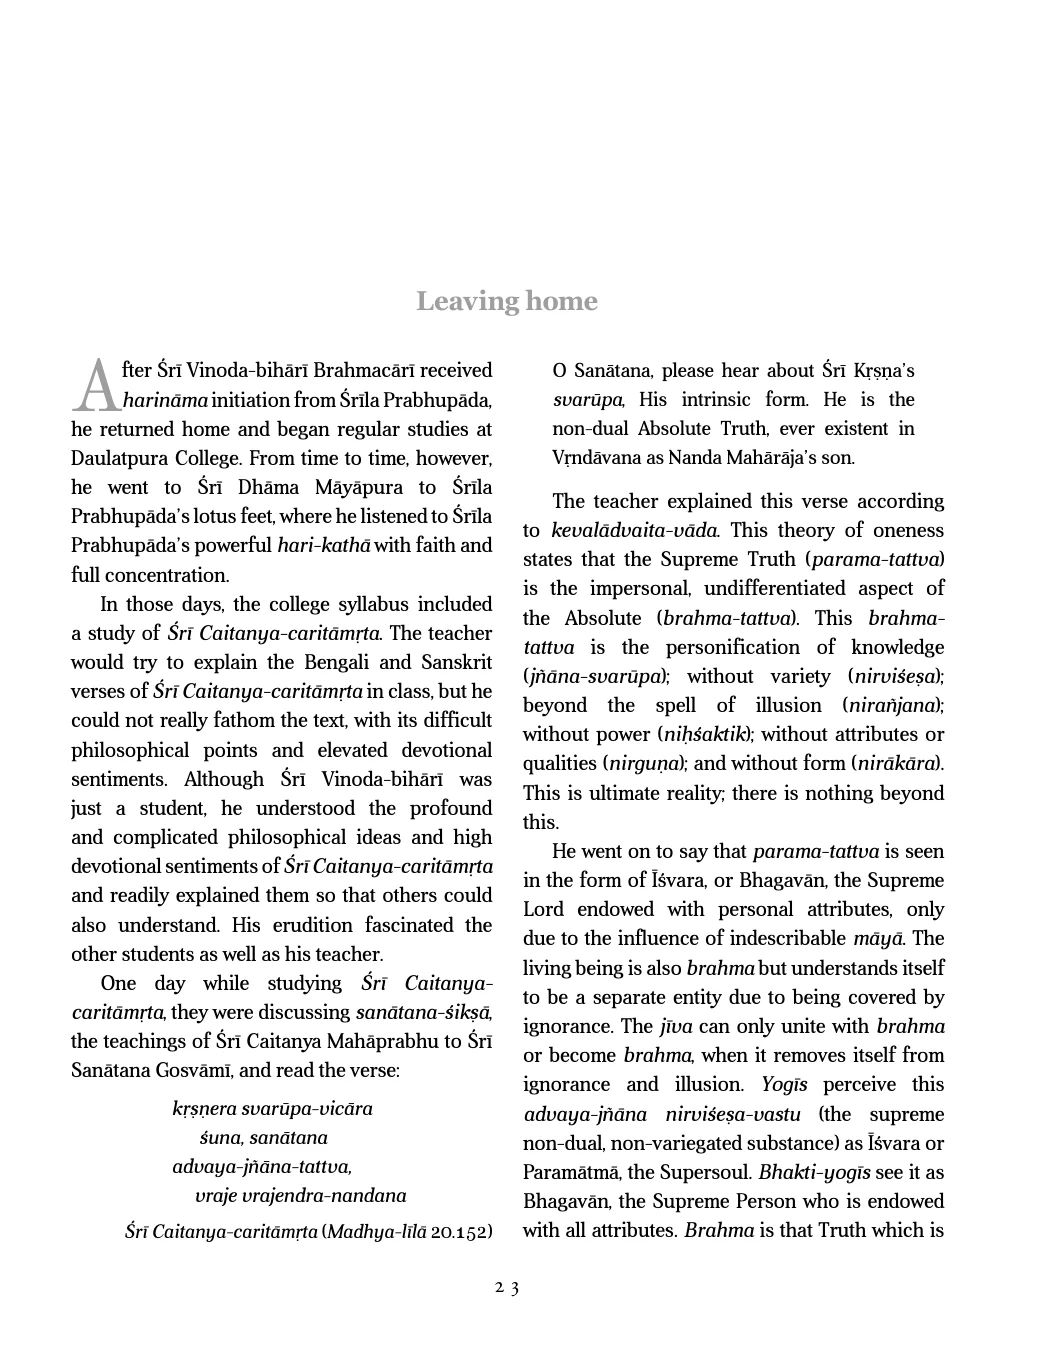 Leaving home
After Śrī Vinoda-bihārī Brahmacārī received
harināma initiation from Śrīla Prabhupāda,
he returned home and began regular studies at
Daulatpura College. From time to time, however,
he went to Śrī Dhāma Māyāpura to Śrīla
Prabhupāda’s lotus feet, where he listened to Śrīla
Prabhupāda’s powerful hari-kathā with faith and
full concentration.
In those days, the college syllabus included
a study of Śrī Caitanya-caritāmṛta. The teacher
would try to explain the Bengali and Sanskrit
verses of Śrī Caitanya-caritāmṛta in class, but he
could not really fathom the text, with its difficult
philosophical points and elevated devotional
sentiments. Although Śrī Vinoda-bihārī was
just a student, he understood the profound
and complicated philosophical ideas and high
devotional sentiments of Śrī Caitanya-caritāmṛta
and readily explained them so that others could
also understand. His erudition fascinated the
other students as well as his teacher.
One day while studying Śrī Caitanya-
caritāmṛta, they were discussing sanātana-śikṣā,
the teachings of Śrī Caitanya Mahāprabhu to Śrī
Sanātana Gosvāmī, and read the verse:
kṛṣṇera svarūpa-vicāra
śuna, sanātana
advaya-jñāna-tattva,
vraje vrajendra-nandana
Śrī Caitanya-caritāmṛta (Madhya-līlā 20.152)
O Sanātana, please hear about Śrī Kṛṣṇa’s
svarūpa, His intrinsic form. He is the
non-dual Absolute Truth, ever existent in
Vṛndāvana as Nanda Mahārāja’s son.
The teacher explained this verse according
to kevalādvaita-vāda. This theory of oneness
states that the Supreme Truth (parama-tattva)
is the impersonal, undifferentiated aspect of
the Absolute (brahma-tattva). This brahma-
tattva is the personification of knowledge
(jñāna-svarūpa); without variety (nirviśeṣa);
beyond the spell of illusion (nirañjana);
without power (niḥśaktik); without attributes or
qualities (nirguṇa); and without form (nirākāra).
This is ultimate reality; there is nothing beyond
this.
He went on to say that parama-tattva is seen
in the form of Īśvara, or Bhagavān, the Supreme
Lord endowed with personal attributes, only
due to the influence of indescribable māyā. The
living being is also brahma but understands itself
to be a separate entity due to being covered by
ignorance. The jīva can only unite with brahma
or become brahma, when it removes itself from
ignorance and illusion. Yogīs perceive this
advaya-jñāna nirviśeṣa-vastu (the supreme
non-dual, non-variegated substance) as Īśvara or
Paramātmā, the Supersoul. Bhakti-yogīs see it as
Bhagavān, the Supreme Person who is endowed
with all attributes. Brahma is that Truth which is
23